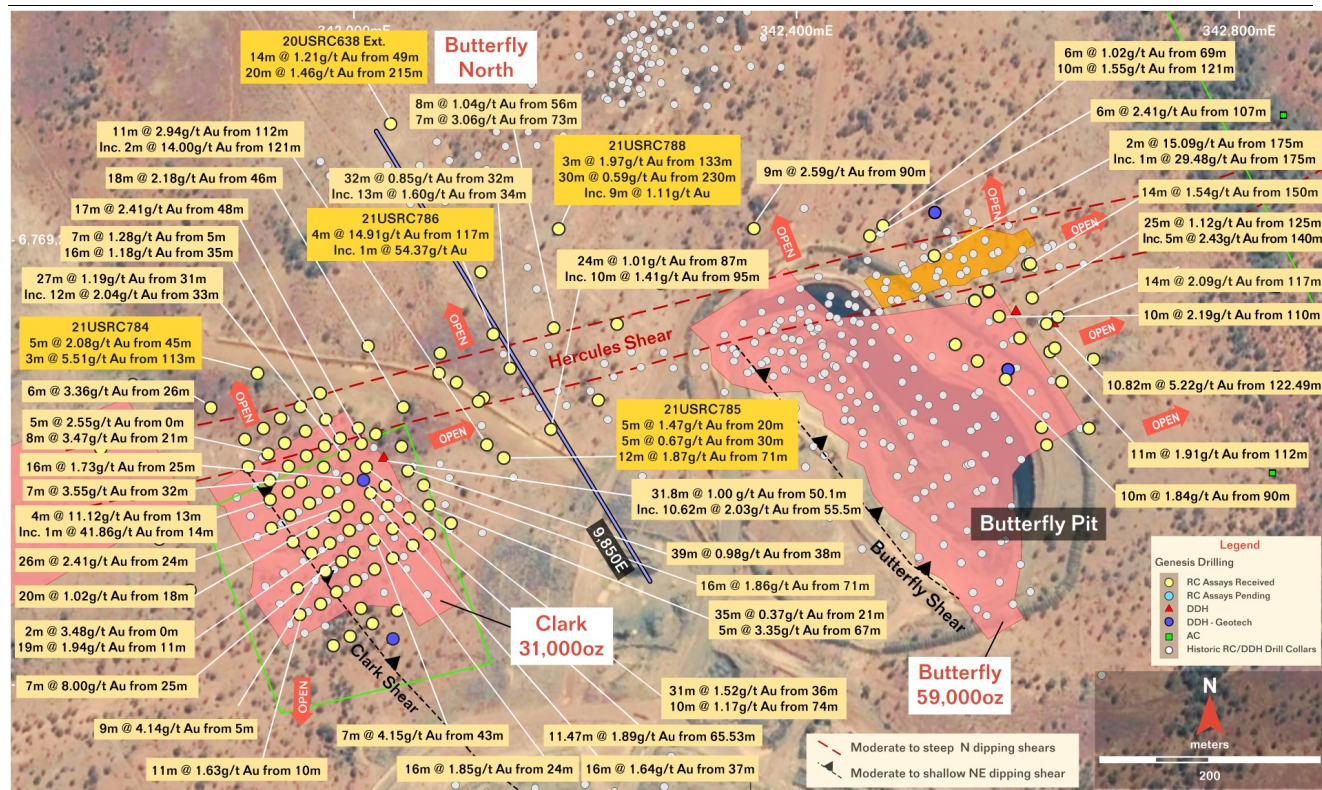 342,000mE
342,400mE
342,800mE
20USRC638 Ext.
14m @ 1.21g/t Au from 49m
20m @ 1.46g/t Au from 215m
Butterfly
North
6m @ 1.02g/t Au from 69m
10m @ 1.55g/t Au from 121m
8m @ 1.04g/t Au from 56m
7m @ 3.06g/t Au from 73m
6m @ 2.41g/t Au from 107m
11m @ 2.94g/t Au from 112m
Inc. 2m @ 14.00g/t Au from 121m
21USRC788
3m @ 1.97g/t Au from 133m
30m @ 0.59g/t Au from 230m
Inc. 9m @ 1.11g/t Au
2m @ 15.09g/t Au from 175m
Inc. 1m @ 29.48g/t Au from 175m
18m @ 2.18g/t Au from 46m
32m @ 0.85g/t Au from 32m
Inc. 13m @ 1.60g/t Au from 34m
9m @ 2.59g/t Au from 90m
14m @ 1.54g/t Au from 150m
17m @ 2.41g/t Au from 48m
21USRC786
4m @ 14.91g/t Au from 117m
Inc. 1m @ 54.37g/t Au
OPEN
OPEN
OPEN
25m @ 1.12g/t Au from 125m
Inc. 5m @ 2.43g/t Au from 140m
7m @ 1.28g/t Au from 5m
16m @ 1.18g/t Au from 35m
6,769,2
24m @ 1.01g/t Au from 87m
Inc. 10m @ 1.41g/t Au from 95m
27m @ 1.19g/t Au from 31m
Inc. 12m @ 2.04g/t Au from 33m
14m @ 2.09g/t Au from 117m
21USRC784
5m @ 2.08g/t Au from 45m
3m @ 5.51g/t Au from 113m
OPEN
Hercules Shear
10m @ 2.19g/t Au from 110m
OPEN
6m @ 3.36g/t Au from 26m
OPEN
10.82m @ 5.22g/t Au from 122.49m
5m @ 2.55g/t Au from 0m
8m @ 3.47g/t Au from 21m
OPEN
21USRC785
5m @ 1.47g/t Au from 20m
5m @ 0.67g/t Au from 30m
12m @ 1.87g/t Au from 71m
OPEN
16m @ 1.73g/t Au from 25m
11m @ 1.91g/t Au from 112m
7m @ 3.55g/t Au from 32m
31.8m @ 1.00 g/t Au from 50.1m
Inc. 10.62m @ 2.03g/t Au from 55.5m
10m @ 1.84g/t Au from 90m
4m @ 11.12g/t Au from 13m
Inc. 1m @ 41.86g/t Au from 14m
Butterfly Pit
9,850E
39m @ 0.98g/t Au from 38m
26m @ 2.41g/t Au from 24m
Butterfly Shear
16m @ 1.86g/t Au from 71m
20m @ 1.02g/t Au from 18m
35m @ 0.37g/t Au from 21m
5m @ 3.35g/t Au from 67m
2m @ 3.48g/t Au from 0m
19m @ 1.94g/t Au from 11m
Clark
31,000oz
Clark Shear
Butterfly
59,000oz
7m @ 8.00g/t Au from 25m
OPEN
31m @ 1.52g/t Au from 36m
10m @ 1.17g/t Au from 74m
9m @ 4.14g/t Au from 5m
7m @ 4.15g/t Au from 43m
11.47m @ 1.89g/t Au from 65.53m
11m @ 1.63g/t Au from 10m
16m @ 1.85g/t Au from 24m
16m @ 1.64g/t Au from 37m
Legend
Genesis Drilling
RC Assays Received
RC Assays Pending
DDH
DDH - Geotech
AC
Historic RC/DDH Drill Collars
Moderate to steep N dipping shears
Moderate to shallow NE dipping shear
N
meters
200